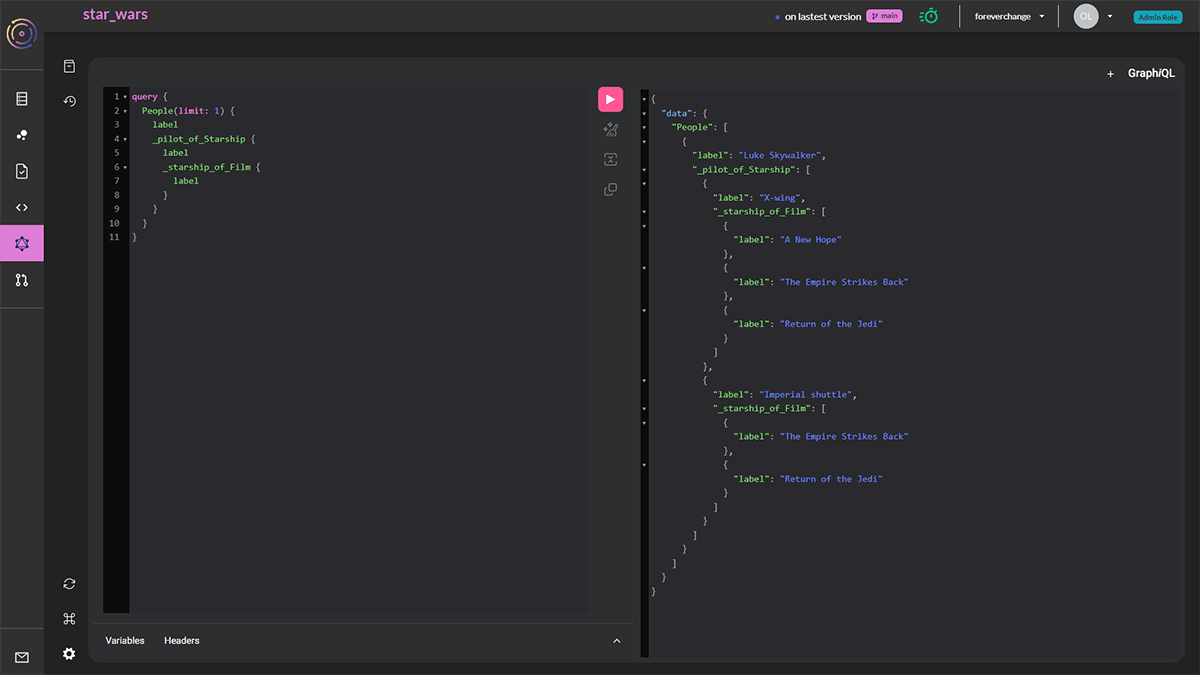 star_wars
on lastest version
main
foreverchange
OL
Admin Role
+ GraphiQL
1 query {
2 People(limit: 1) {
3 label
4 _pilot_of_Starship {
5 label
6 _starship_of_Film {
7 label
8 }
9 }
10 }
11 }
Variables Headers
{
"data": {
"People": [
{
"label": "Luke Skywalker",
"_pilot_of_Starship": [
{
"label": "X-wing",
"_starship_of_Film": [
{
"label": "A New Hope"
},
{
"label": "The Empire Strikes Back"
},
{
"label": "Return of the Jedi"
}
]
},
{
"label": "Imperial shuttle",
"_starship_of_Film": [
{
"label": "The Empire Strikes Back"
},
{
"label": "Return of the Jedi"
}
]
}
]
}
]
}
}